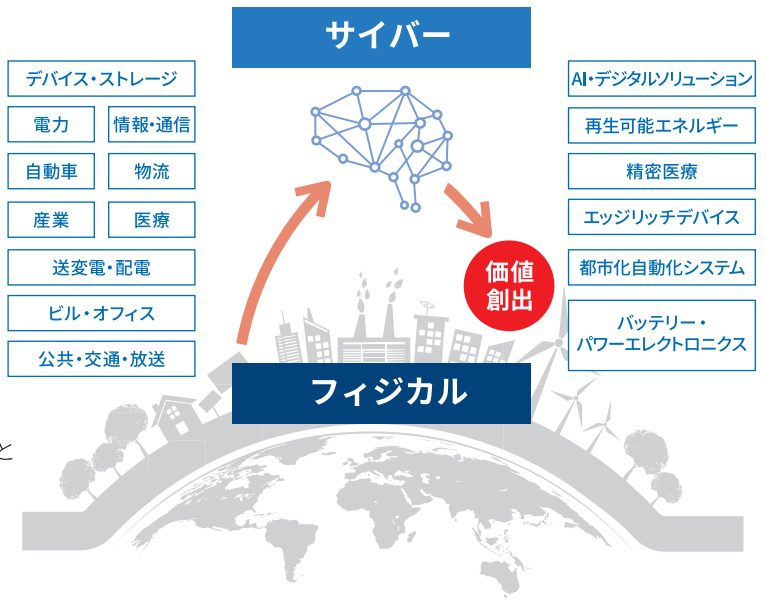 サイバー
デバイス・ストレージ
電力
情報・通信
自動車
物流
産業
医療
送変電・配電
ビル・オフィス
公共・交通・放送
価値
創出
フィジカル
AI・デジタルソリューション
再生可能エネルギー
精密医療
エッジリッチデバイス
都市化自動化システム
バッテリー・
パワーエレクトロニクス
と